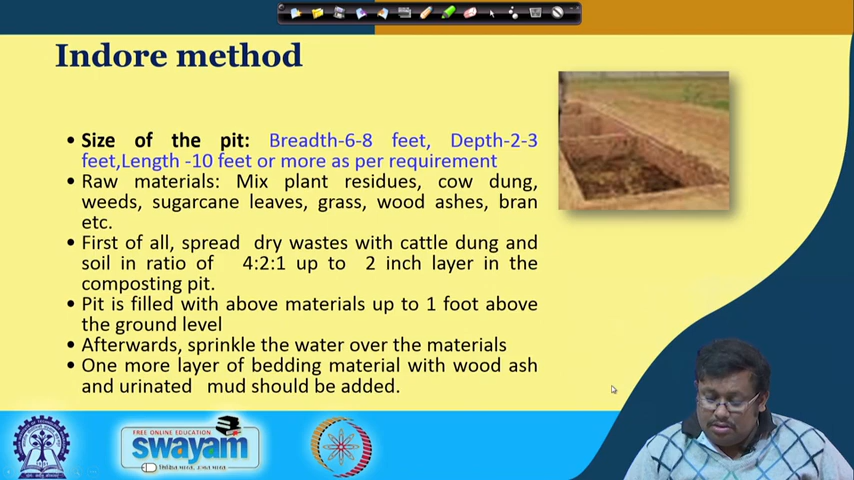 Indore method
• Size of the pit: Breadth-6-8 feet, Depth-2-3
feet,Length -10 feet or more as per requirement
• Raw materials: Mix plant residues, cow dung,
weeds, sugarcane leaves, grass, wood ashes, bran
etc.
• First of all, spread dry wastes with cattle dung and
soil in ratio of 4:2:1 up to 2 inch layer in the
composting pit.
• Pit is filled with above materials up to 1 foot above
the ground level
• Afterwards, sprinkle the water over the materials
• One more layer of bedding material with wood ash
and urinated mud should be added.
FREE ONLINE EDUCATION
swayam